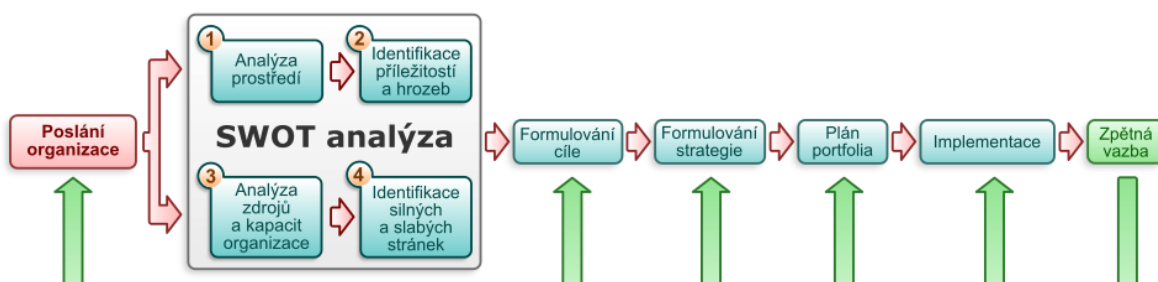 Poslání
organizace
1
Analýza
prostředí
2
Identifikace
příležitostí
a hrozeb
SWOT analýza
3
Analýza
zdrojů
a kapacit
organizace
4
Identifikace
silných
a slabých
stránek
Formulování
cíle
Formulování
strategie
Plán
portfolia
Implementace
Zpětná
vazba